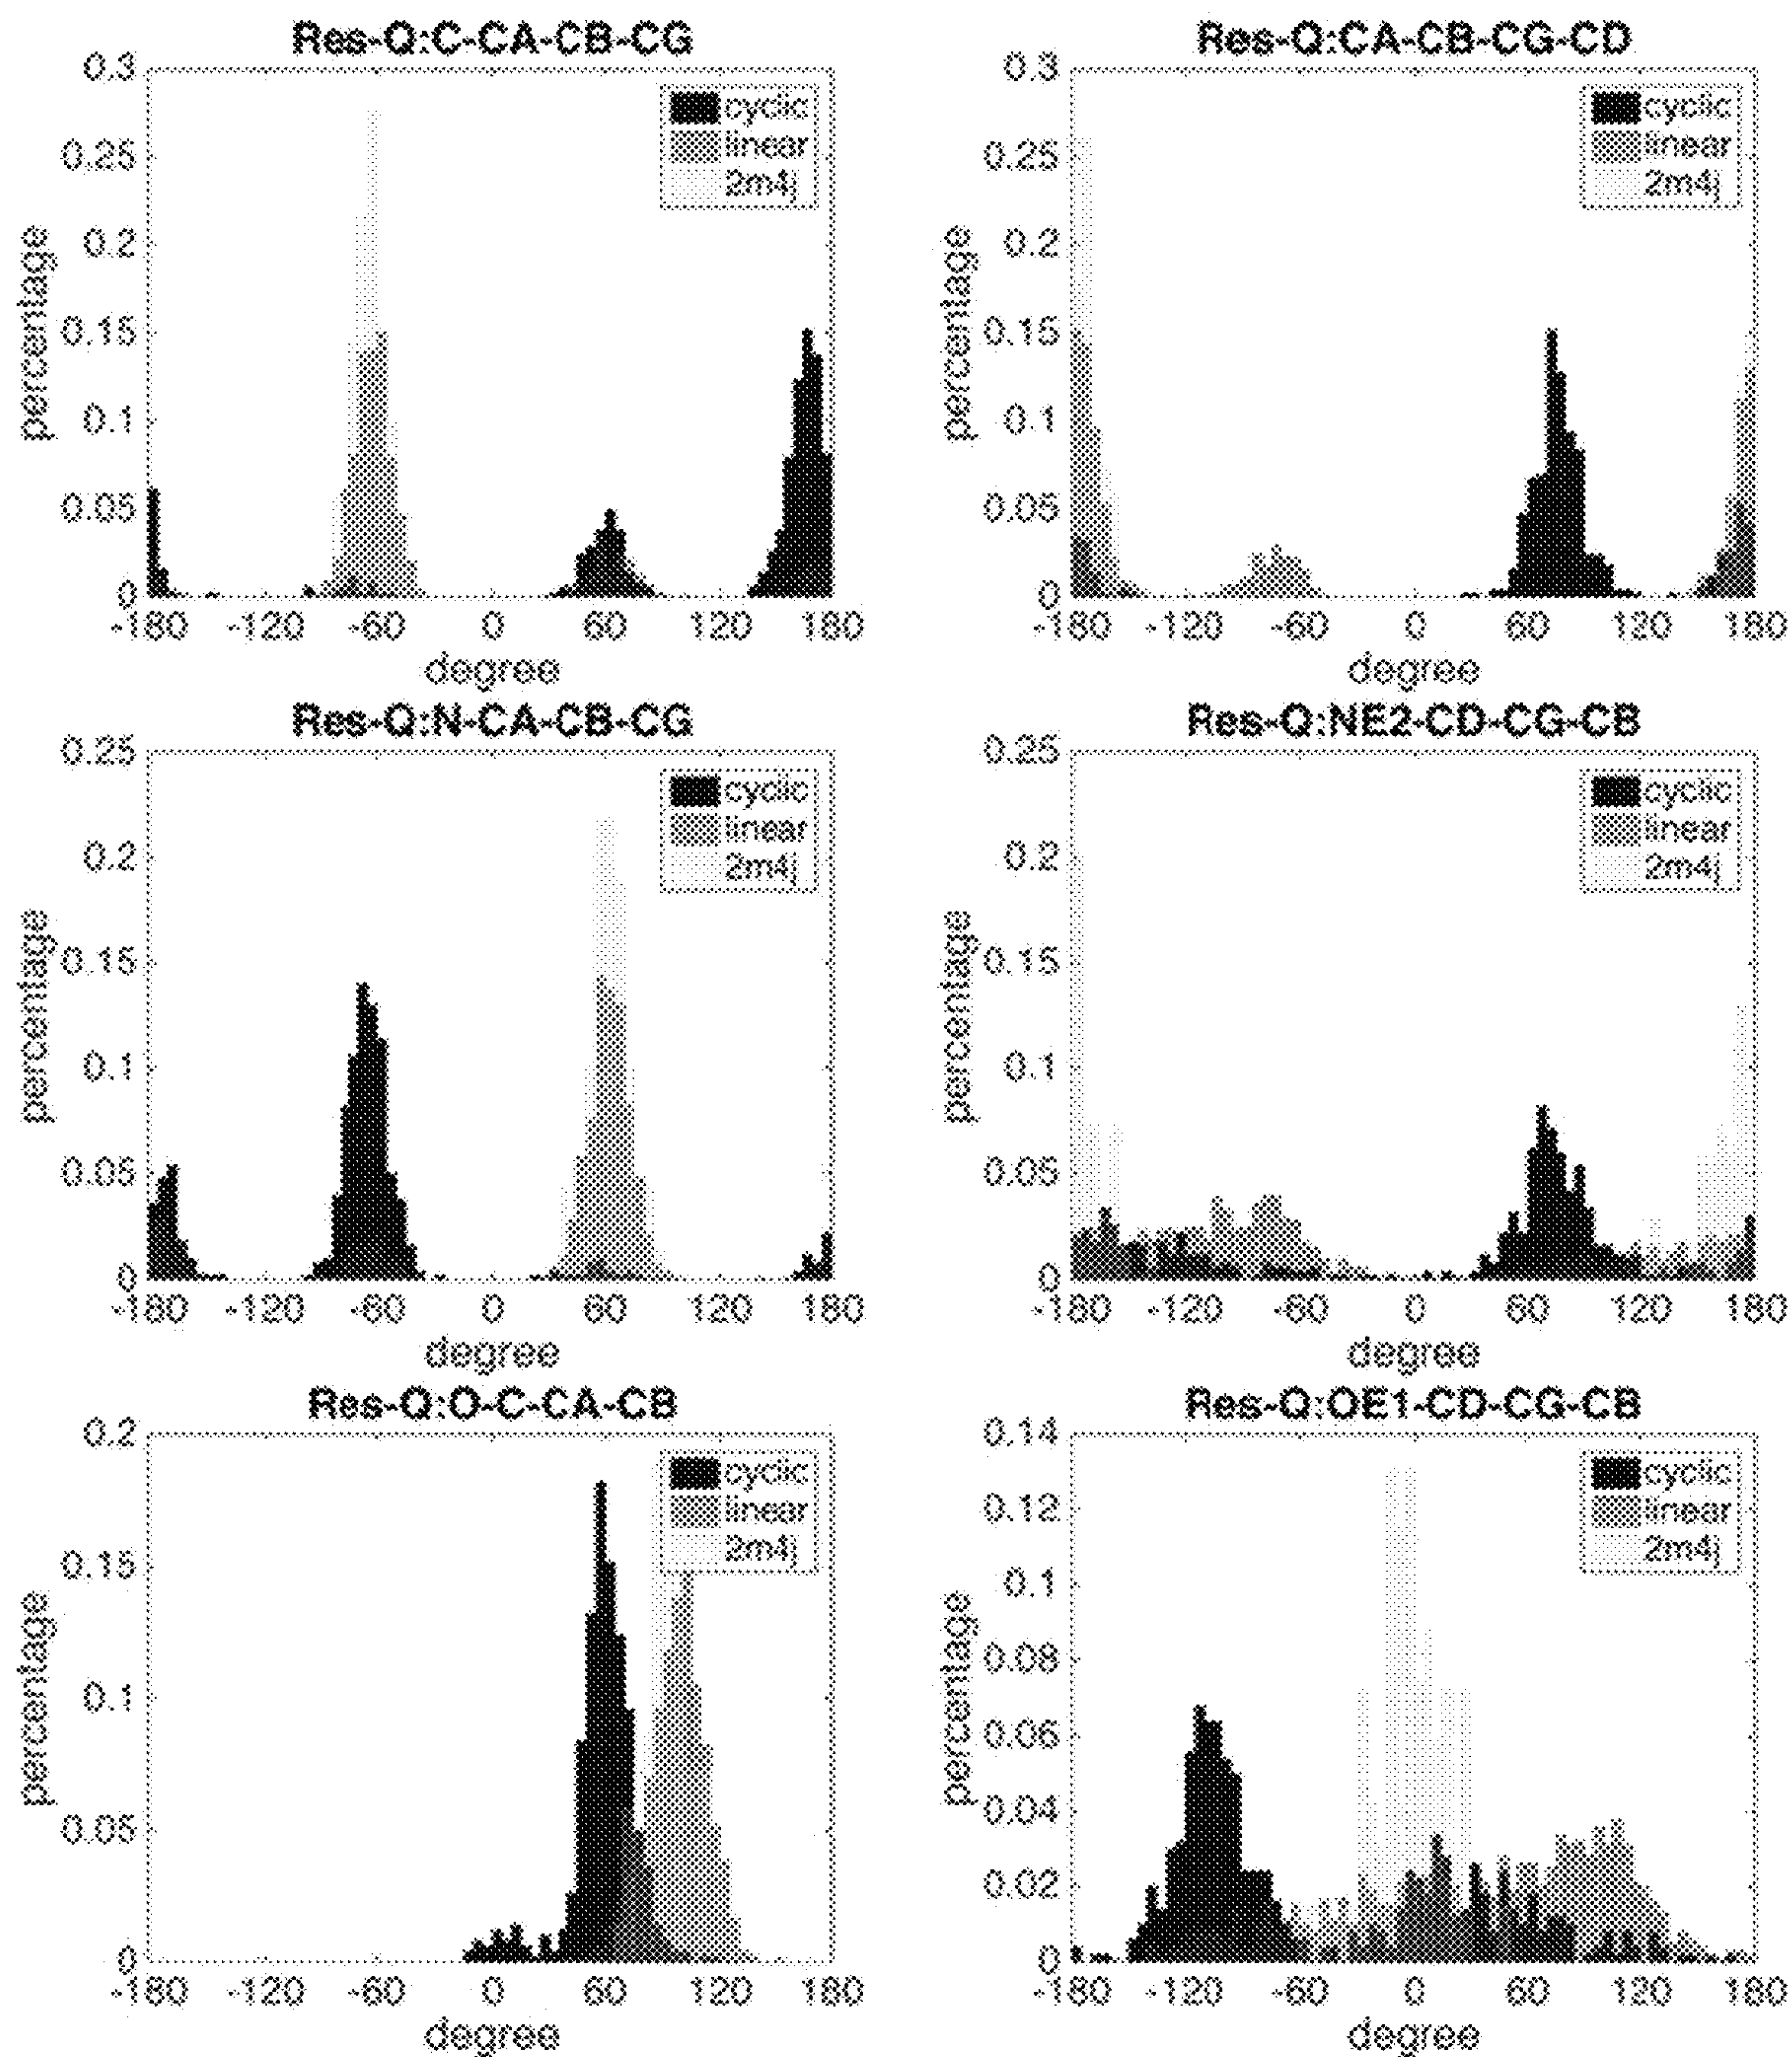 Res-Q:C-CA-CB-CG
0.3
0.25
0.2
0.15
0.1
0.05
0
percentage
cyclic
linear
2m4j
-180 -120 -60 0 60 120 180
degree
Res-Q:CA-CB-CG-CD
0.3
0.25
0.2
0.15
0.1
0.05
0
percentage
cyclic
linear
2m4j
-180 -120 -60 0 60 120 180
degree
Res-Q:N-CA-CB-CG
0.25
0.2
0.15
0.1
0.05
0
percentage
cyclic
linear
2m4j
-180 -120 -60 0 60 120 180
degree
Res-Q:NE2-CD-CG-CB
0.25
0.2
0.15
0.1
0.05
0
percentage
cyclic
linear
2m4j
-180 -120 -60 0 60 120 180
degree
Res-Q:O-C-CA-CB
0.2
0.15
0.1
0.05
0
percentage
cyclic
linear
2m4j
-180 -120 -60 0 60 120 180
degree
Res-Q:OE1-CD-CG-CB
0.14
0.12
0.1
0.08
0.06
0.04
0.02
0
percentage
cyclic
linear
2m4j
-180 -120 -60 0 60 120 180
degree